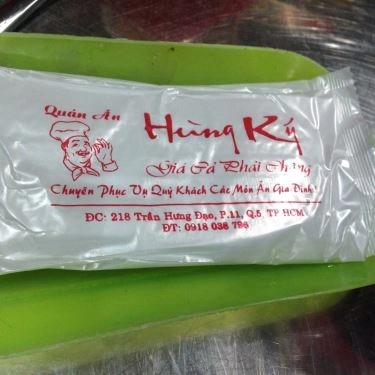 Quán Ăn
Hùng Ký
Giá Cả Phải Chăng
Chuyên Phục Vụ Quý Khách Các Món Ăn Gia Đình
ĐC: 218 Trần Hưng Đạo, P.11, Q.5 TP HCM
ĐT: 0918 036 796